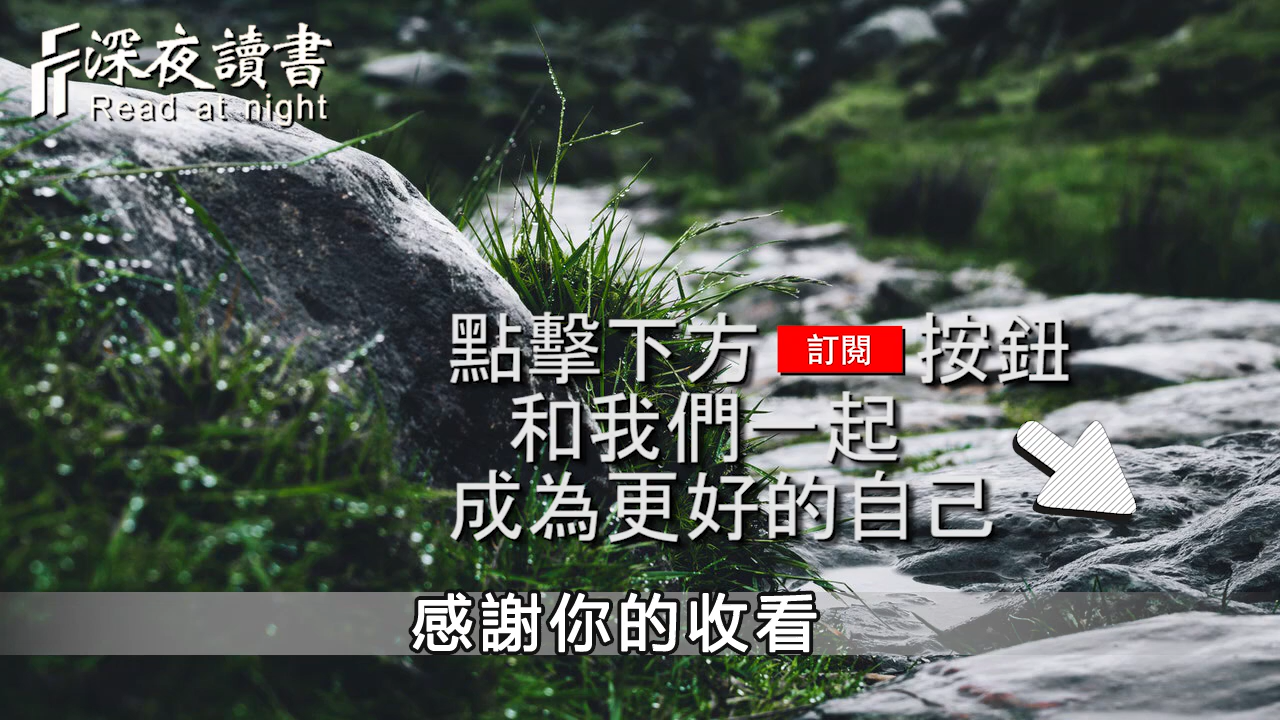 深夜讀書
Read at night
點擊下方 訂閱 按鈕
和我們一起
成為更好的自己
感謝你的收看